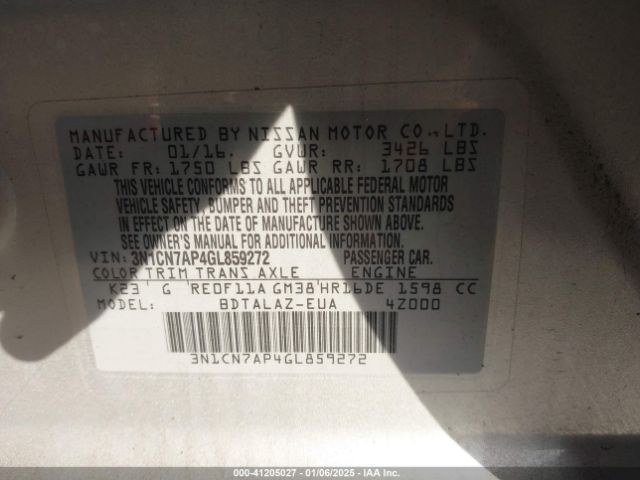 MANUFACTURED BY NISSAN MOTOR CO., LTD.
DATE: 01/16. GVWR: 3426 LBS
GAWR FR: 1750 LBS GAWR RR: 1708 LBS
THIS VEHICLE CONFORMS TO ALL APPLICABLE FEDERAL MOTOR
VEHICLE SAFETY, BUMPER AND THEFT PREVENTION STANDARDS
IN EFFECT ON THE DATE OF MANUFACTURE SHOWN ABOVE.
SEE OWNER'S MANUAL FOR ADDITIONAL INFORMATION.
VIN: 3N1CN7AP4GL859272 PASSENGER CAR.
COLOR TRIM TRANS AXLE ENGINE
K23 G RE0F11A GM38 HR16DE 1598 CC
MODEL: BDTALAZ-EUA 4Z000
3N1CN7AP4GL859272
000-41205027 - 01/06/2025 - IAA Inc.